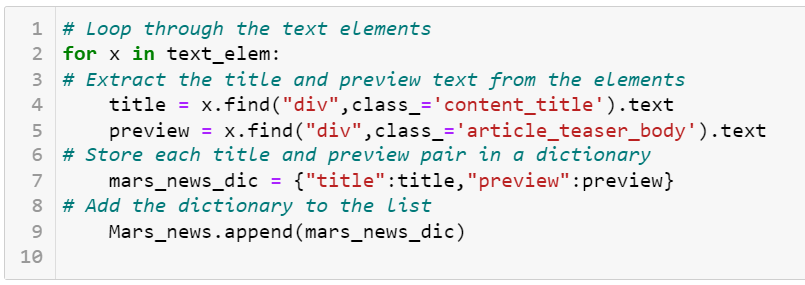 1 # Loop through the text elements
2 for x in text_elem:
3 # Extract the title and preview text from the elements
4     title = x.find("div",class_='content_title').text
5     preview = x.find("div",class_='article_teaser_body').text
6 # Store each title and preview pair in a dictionary
7     mars_news_dic = {"title":title,"preview":preview}
8 # Add the dictionary to the list
9     Mars_news.append(mars_news_dic)
10